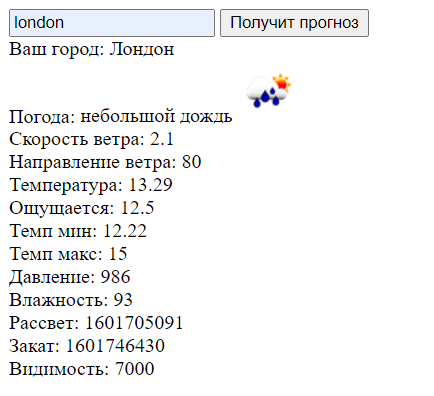 london Получит прогноз
Ваш город: Лондон
Погода: небольшой дождь
Скорость ветра: 2.1
Направление ветра: 80
Температура: 13.29
Ощущается: 12.5
Темп мин: 12.22
Темп макс: 15
Давление: 986
Влажность: 93
Рассвет: 1601705091
Закат: 1601746430
Видимость: 7000